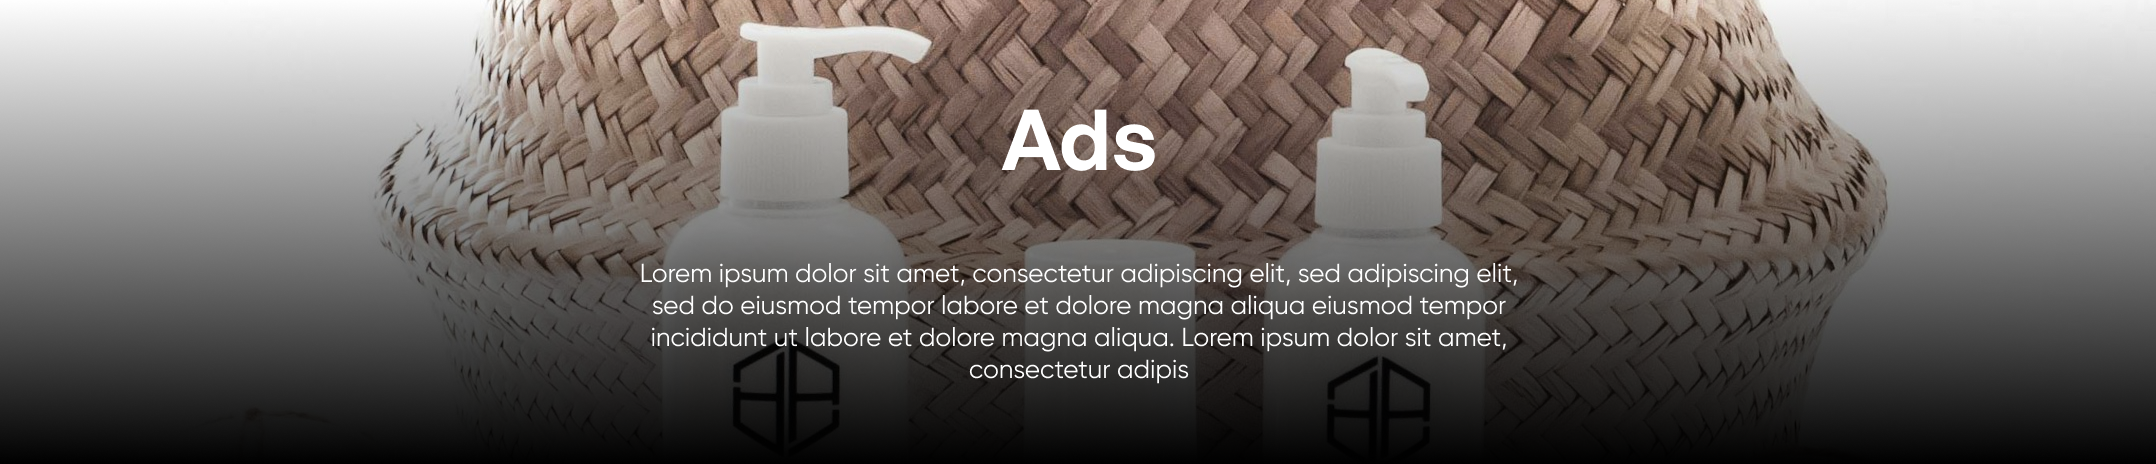 Ads
Lorem ipsum dolor sit amet, consectetur adipiscing elit, sed adipiscing elit,
sed do eiusmod tempor labore et dolore magna aliqua eiusmod tempor
incididunt ut labore et dolore magna aliqua. Lorem ipsum dolor sit amet,
consectetur adipis